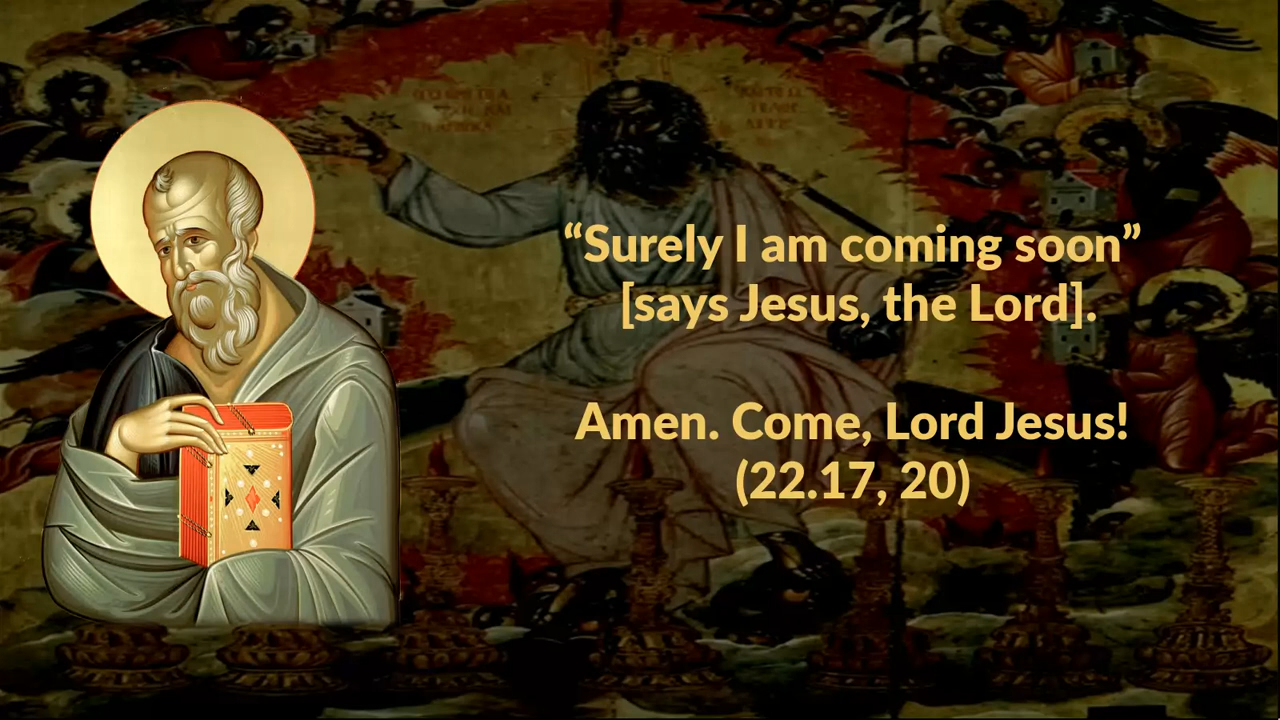 “Surely I am coming soon”
[says Jesus, the Lord].
Amen. Come, Lord Jesus!
(22.17, 20)